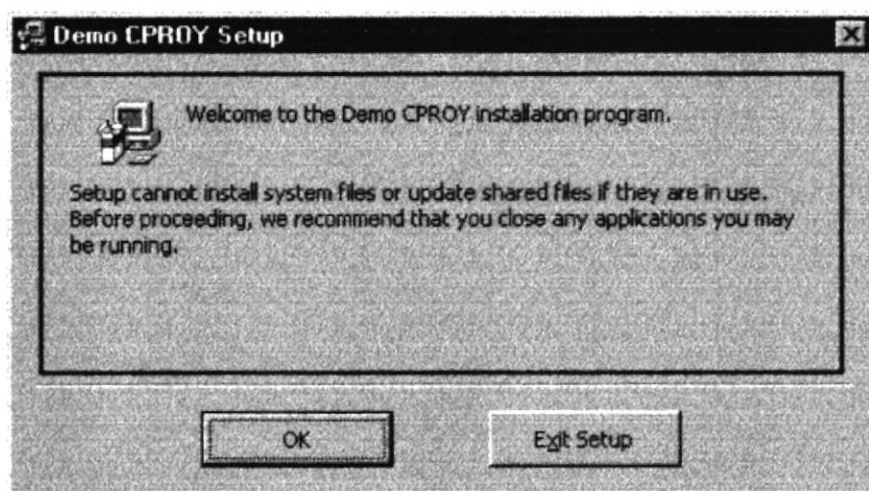 Demo CPROY Setup
Welcome to the Demo CPROY installation program.
Setup cannot install system files or update shared files if they are in use.
Before proceeding, we recommend that you close any applications you may
be running.
OK
Exit Setup